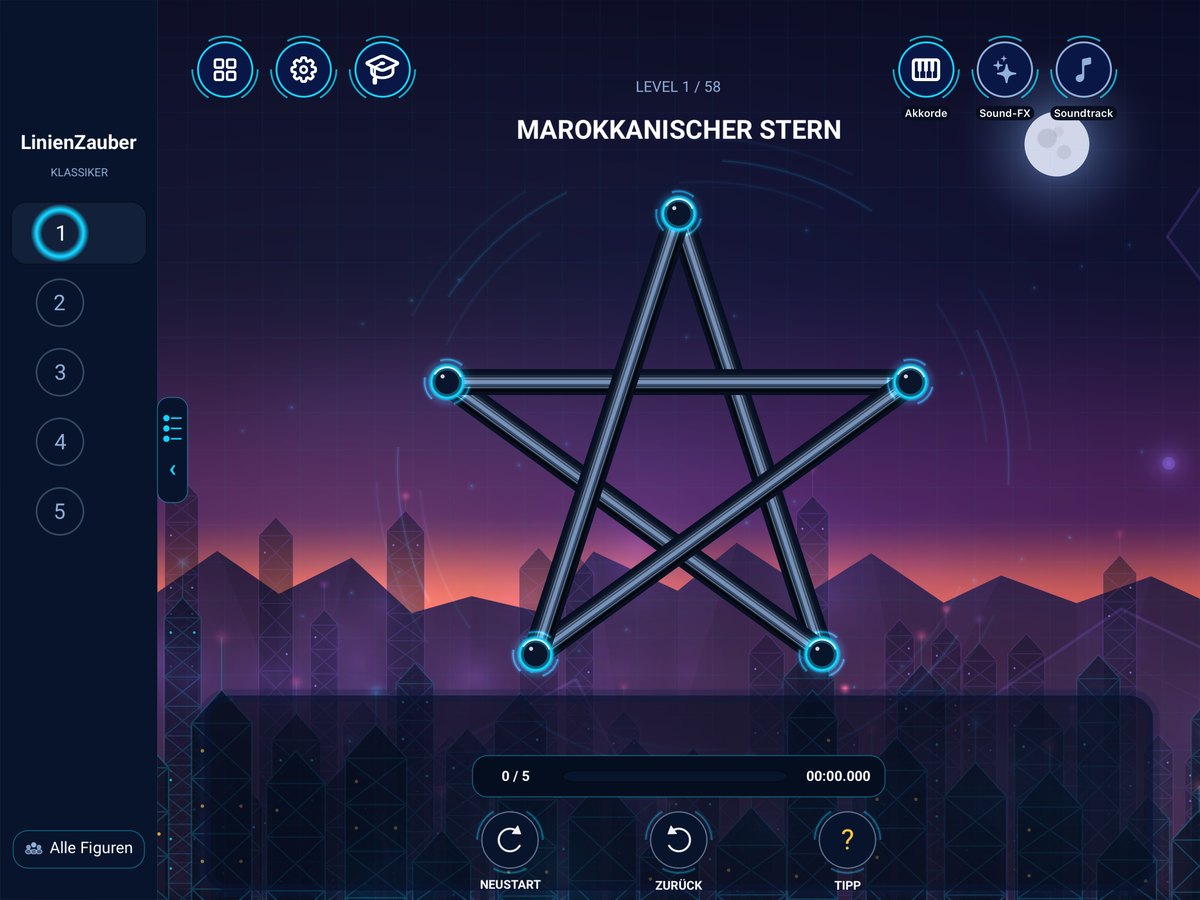 LEVEL 1 / 58
MAROKKANISCHER STERN
Akkorde
Sound-FX
Soundtrack
LinienZauber
KLASSIKER
1
2
3
4
5
Alle Figuren
0 / 5
00:00.000
NEUSTART
ZURÜCK
?
TIPP